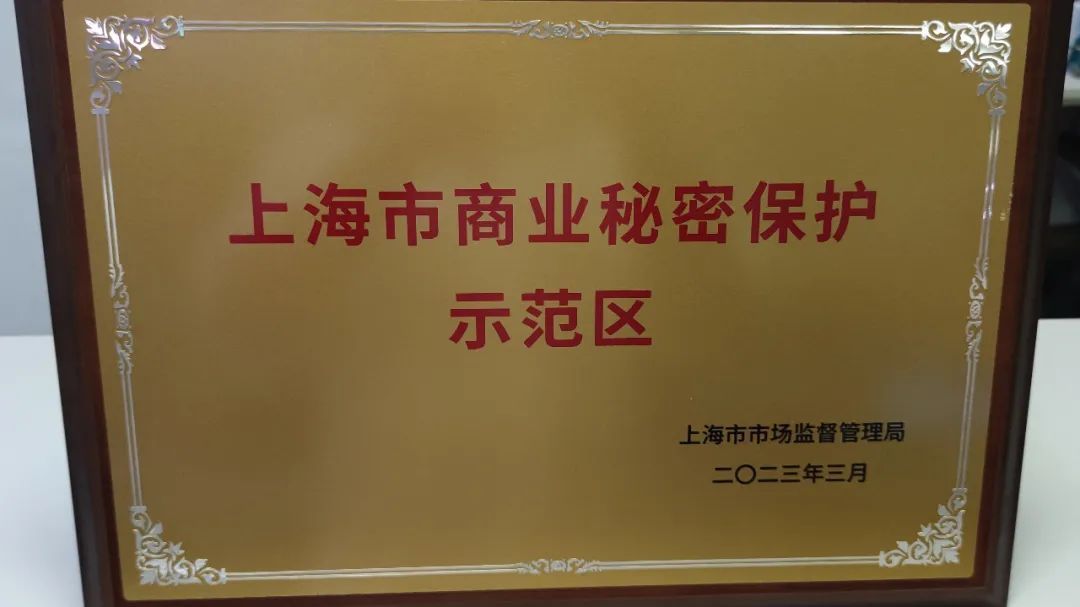 上海市商业秘密保护
示范区
上海市市场监督管理局
二〇二三年三月